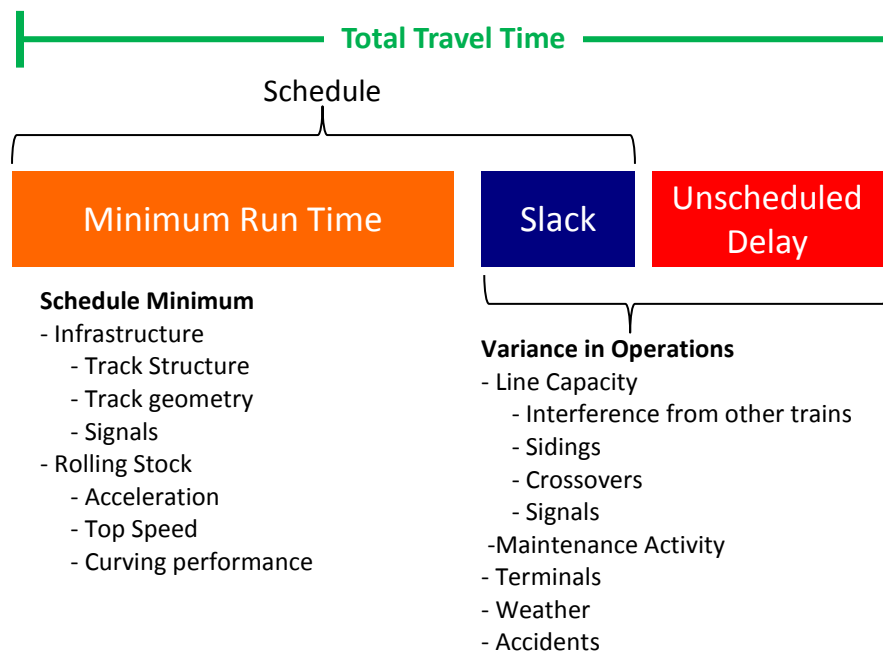 Total Travel Time
Schedule
Minimum Run Time
Slack
Unscheduled
Delay
Schedule Minimum
- Infrastructure
- Track Structure
- Track geometry
- Signals
- Rolling Stock
- Acceleration
- Top Speed
- Curving performance
Variance in Operations
- Line Capacity
- Interference from other trains
- Sidings
- Crossovers
- Signals
-Maintenance Activity
- Terminals
- Weather
- Accidents